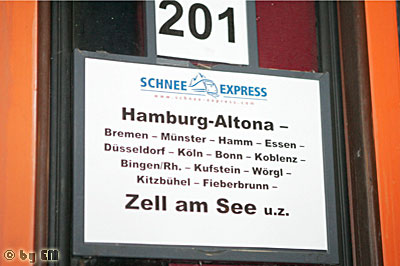 201
SCHNEE EXPRESS
www.schnee-express.com
Hamburg-Altona –
Bremen – Münster – Hamm – Essen –
Düsseldorf – Köln – Bonn – Koblenz –
Bingen/Rh. – Kufstein – Wörgl –
Kitzbühel – Fieberbrunn –
Zell am See u.z.
© by EM